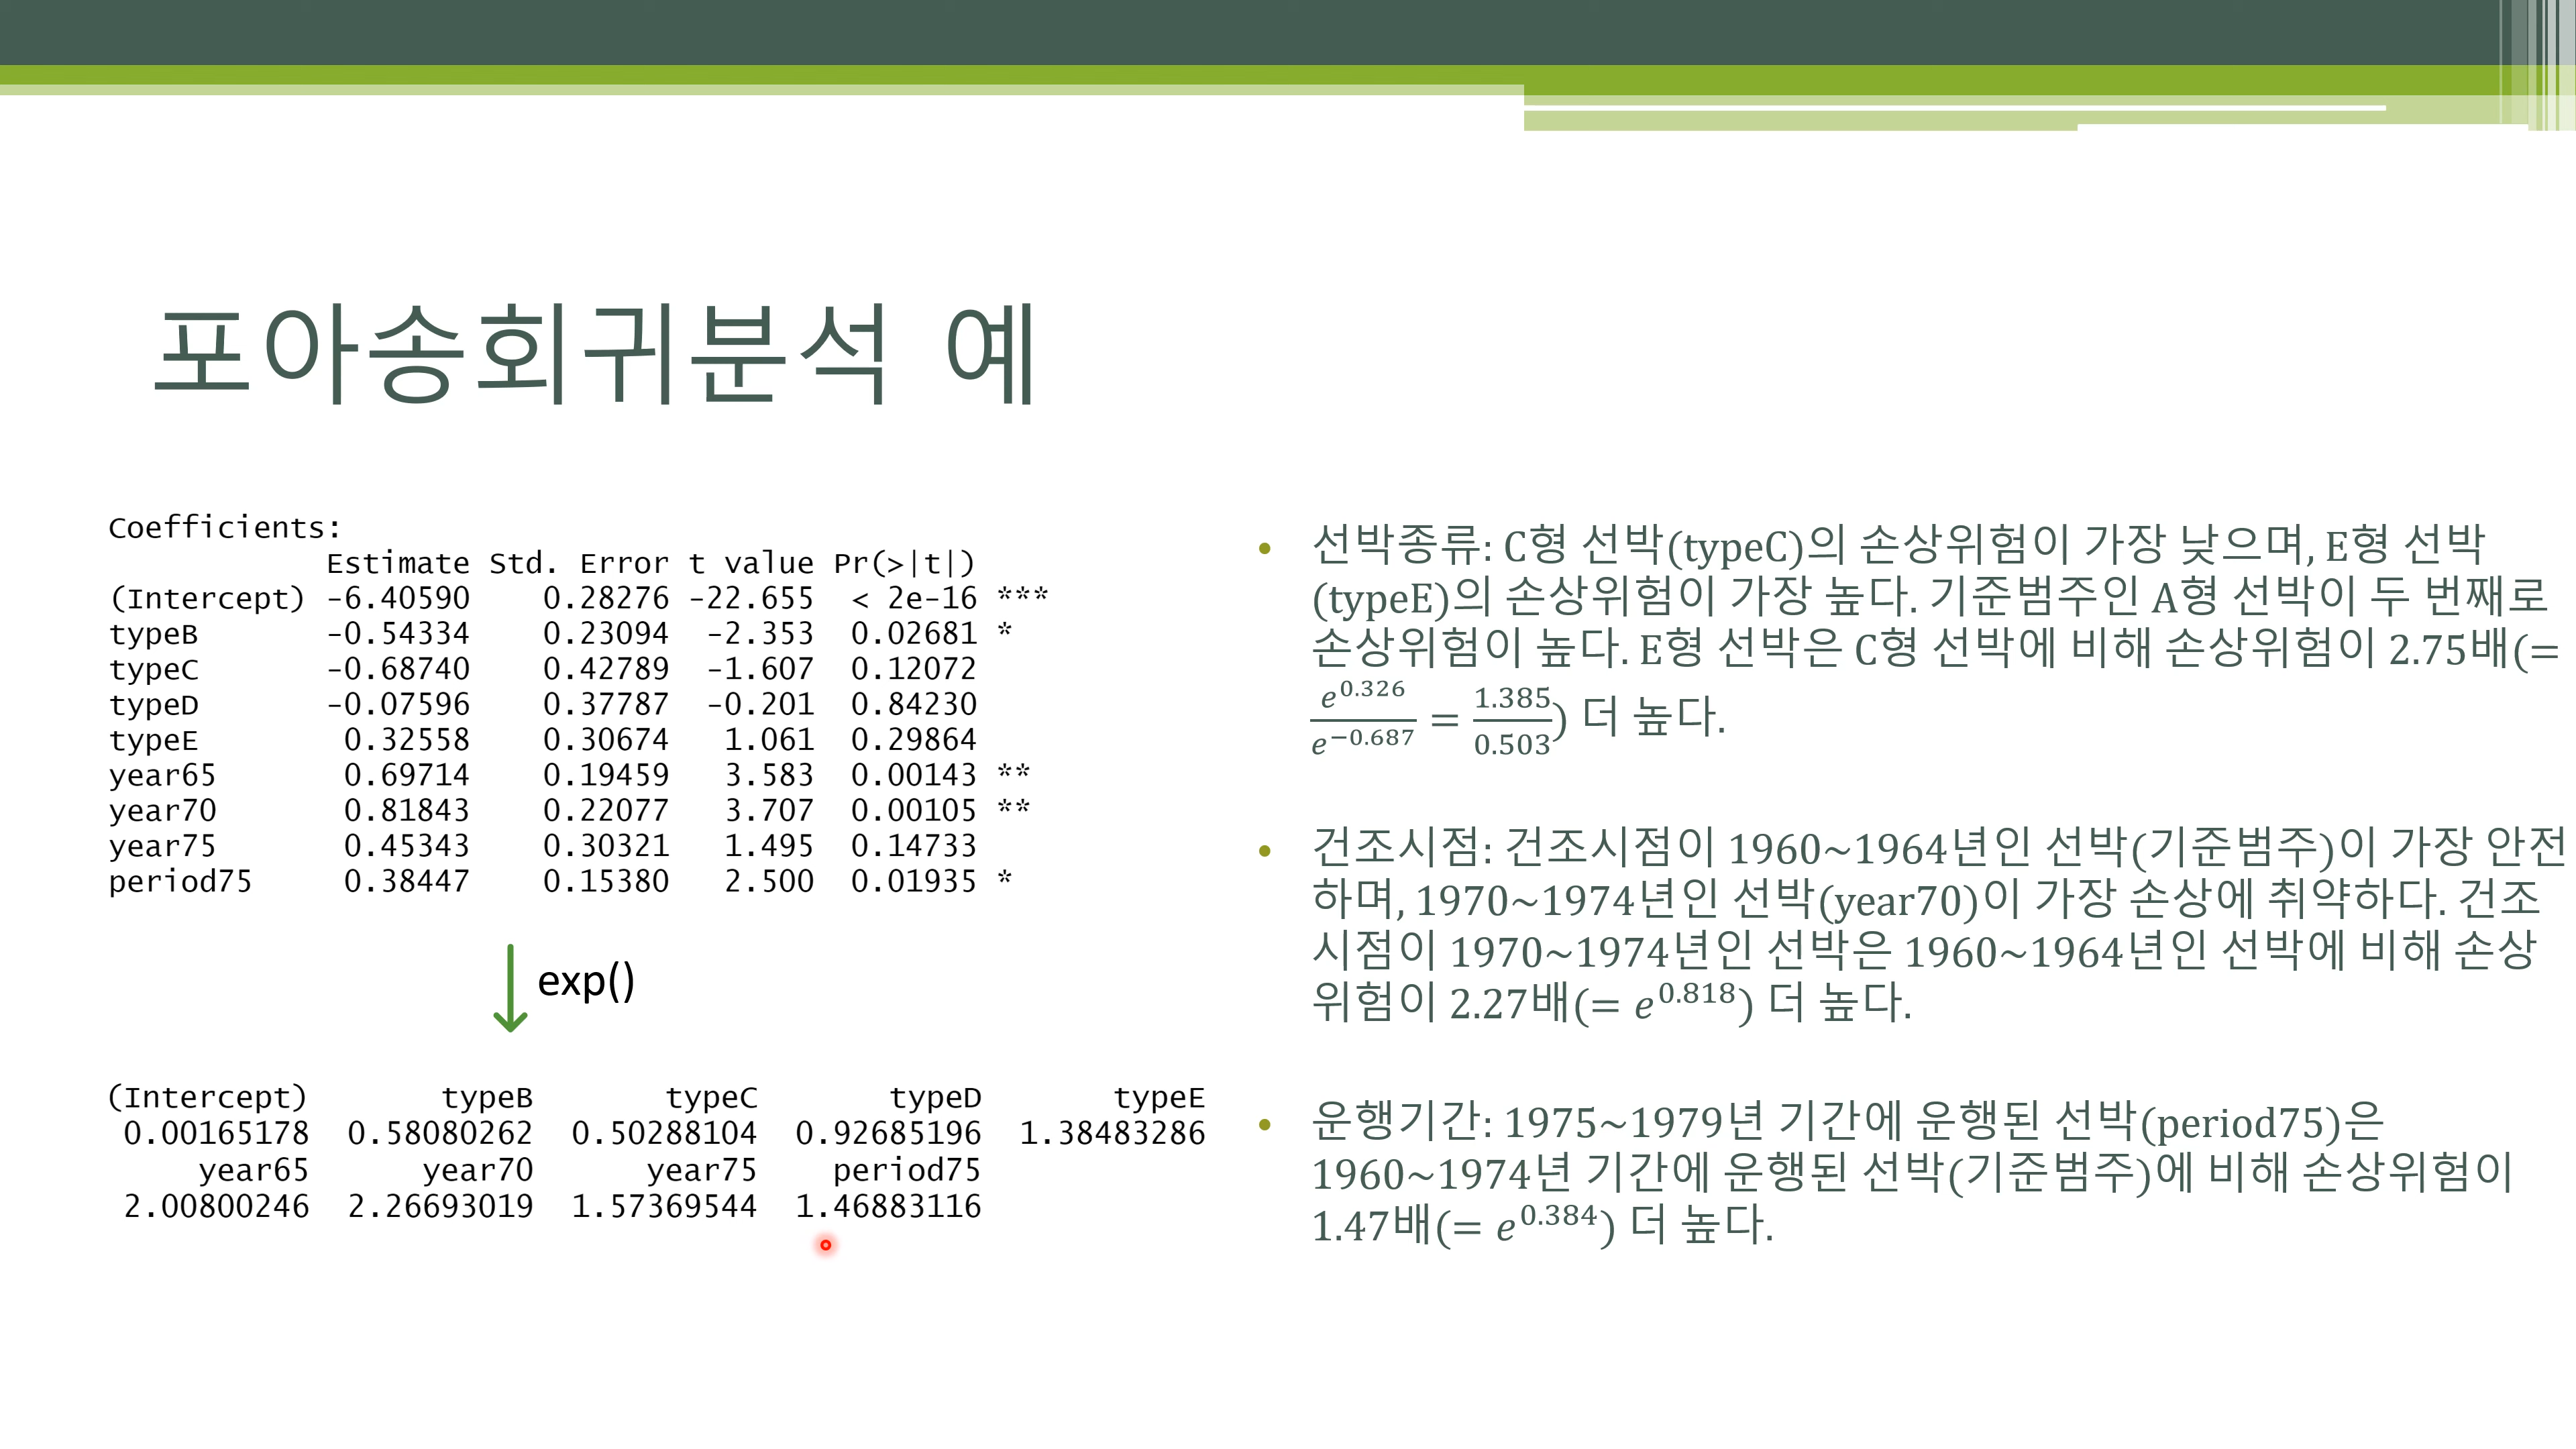 포아송회귀분석 예
Coefficients:
Estimate Std. Error t value Pr(>|t|)
(Intercept) -6.40590 0.28276 -22.655 < 2e-16 ***
typeB -0.54334 0.23094 -2.353 0.02681 *
typeC -0.68740 0.42789 -1.607 0.12072
typeD -0.07596 0.37787 -0.201 0.84230
typeE 0.32558 0.30674 1.061 0.29864
year65 0.69714 0.19459 3.583 0.00143 **
year70 0.81843 0.22077 3.707 0.00105 **
year75 0.45343 0.30321 1.495 0.14733
period75 0.38447 0.15380 2.500 0.01935 *
exp()
(Intercept) typeB typeC typeD typeE
0.00165178 0.58080262 0.50288104 0.92685196 1.38483286
year65 year70 year75 period75
2.00800246 2.26693019 1.57369544 1.46883116
• 선박종류: C형 선박(typeC)의 손상위험이 가장 낮으며, E형 선박
(typeE)의 손상위험이 가장 높다. 기준범주인 A형 선박이 두 번째로
손상위험이 높다. E형 선박은 C형 선박에 비해 손상위험이 2.75배(=
e^0.326/e^−0.687 = 1.385/0.503) 더 높다.
• 건조시점: 건조시점이 1960~1964년인 선박(기준범주)이 가장 안전
하며, 1970~1974년인 선박(year70)이 가장 손상에 취약하다. 건조
시점이 1970~1974년인 선박은 1960~1964년인 선박에 비해 손상
위험이 2.27배(= e^0.818) 더 높다.
• 운행기간: 1975~1979년 기간에 운행된 선박(period75)은
1960~1974년 기간에 운행된 선박(기준범주)에 비해 손상위험이
1.47배(= e^0.384) 더 높다.